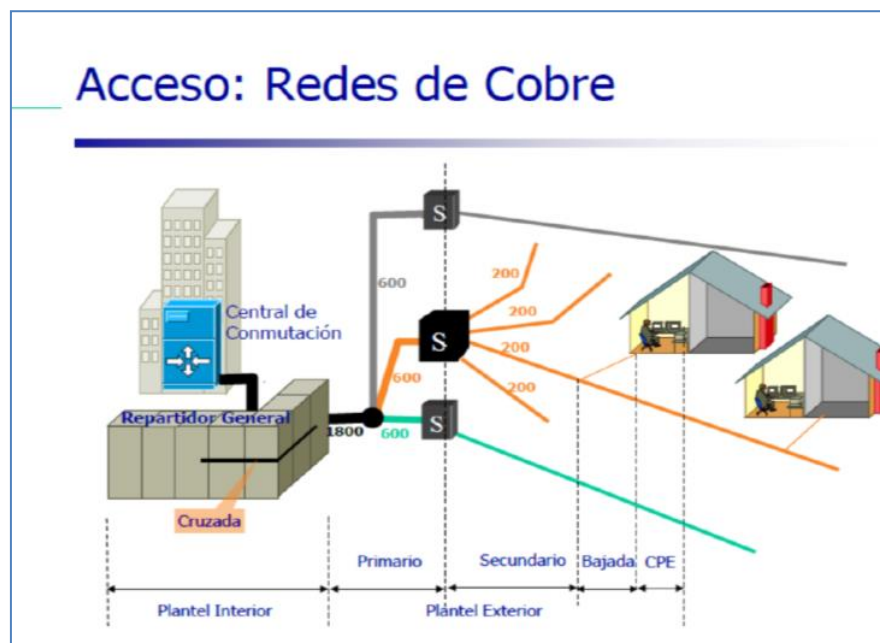 Acceso: Redes de Cobre
S
600
200
200
Central de
Conmutación
S
200
600
200
Repartidor General
1800
600
S
Cruzada
Primario
Secundario
Bajada
CPE
Plantel Interior
Plántel Exterior